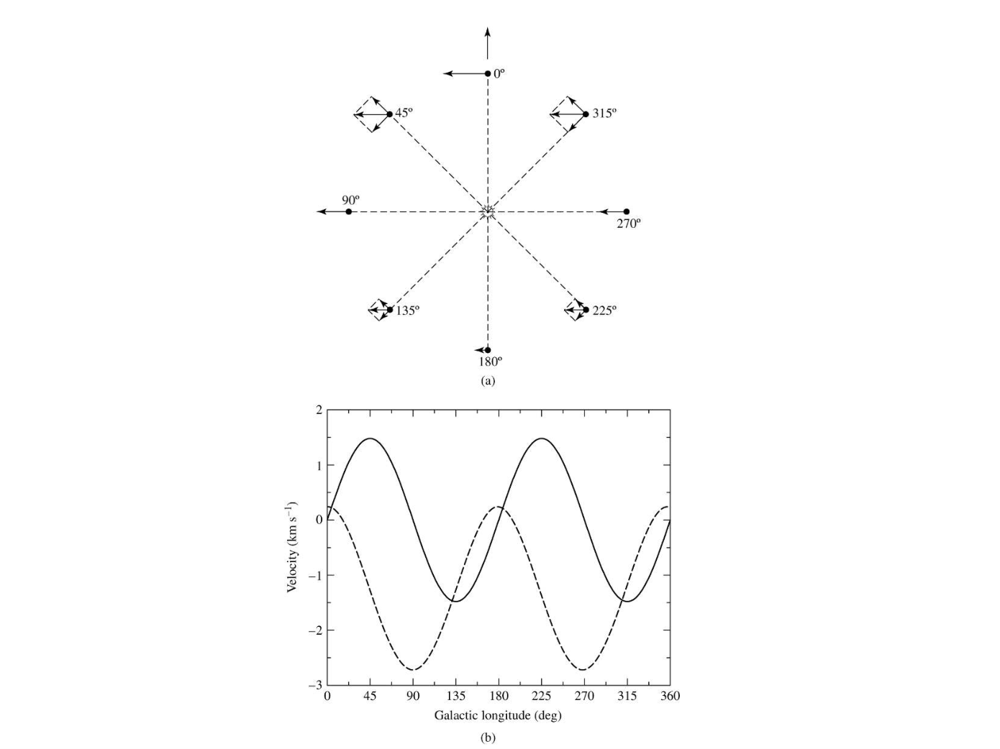 0º
45º
315º
90º
270º
135º
225º
180º
(a)
2
1
0
−1
−2
−3
Velocity (km s⁻¹)
0 45 90 135 180 225 270 315 360
Galactic longitude (deg)
(b)